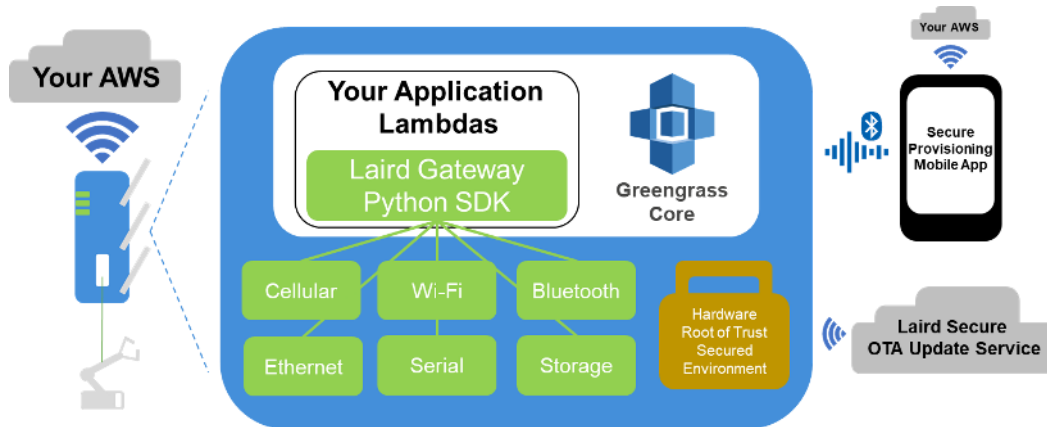 Your AWS
Your Application
Lambdas
Laird Gateway
Python SDK
Greengrass
Core
Cellular
Wi-Fi
Bluetooth
Ethernet
Serial
Storage
Hardware
Root of Trust
Secured
Environment
Your AWS
Secure
Provisioning
Mobile App
Laird Secure
OTA Update Service